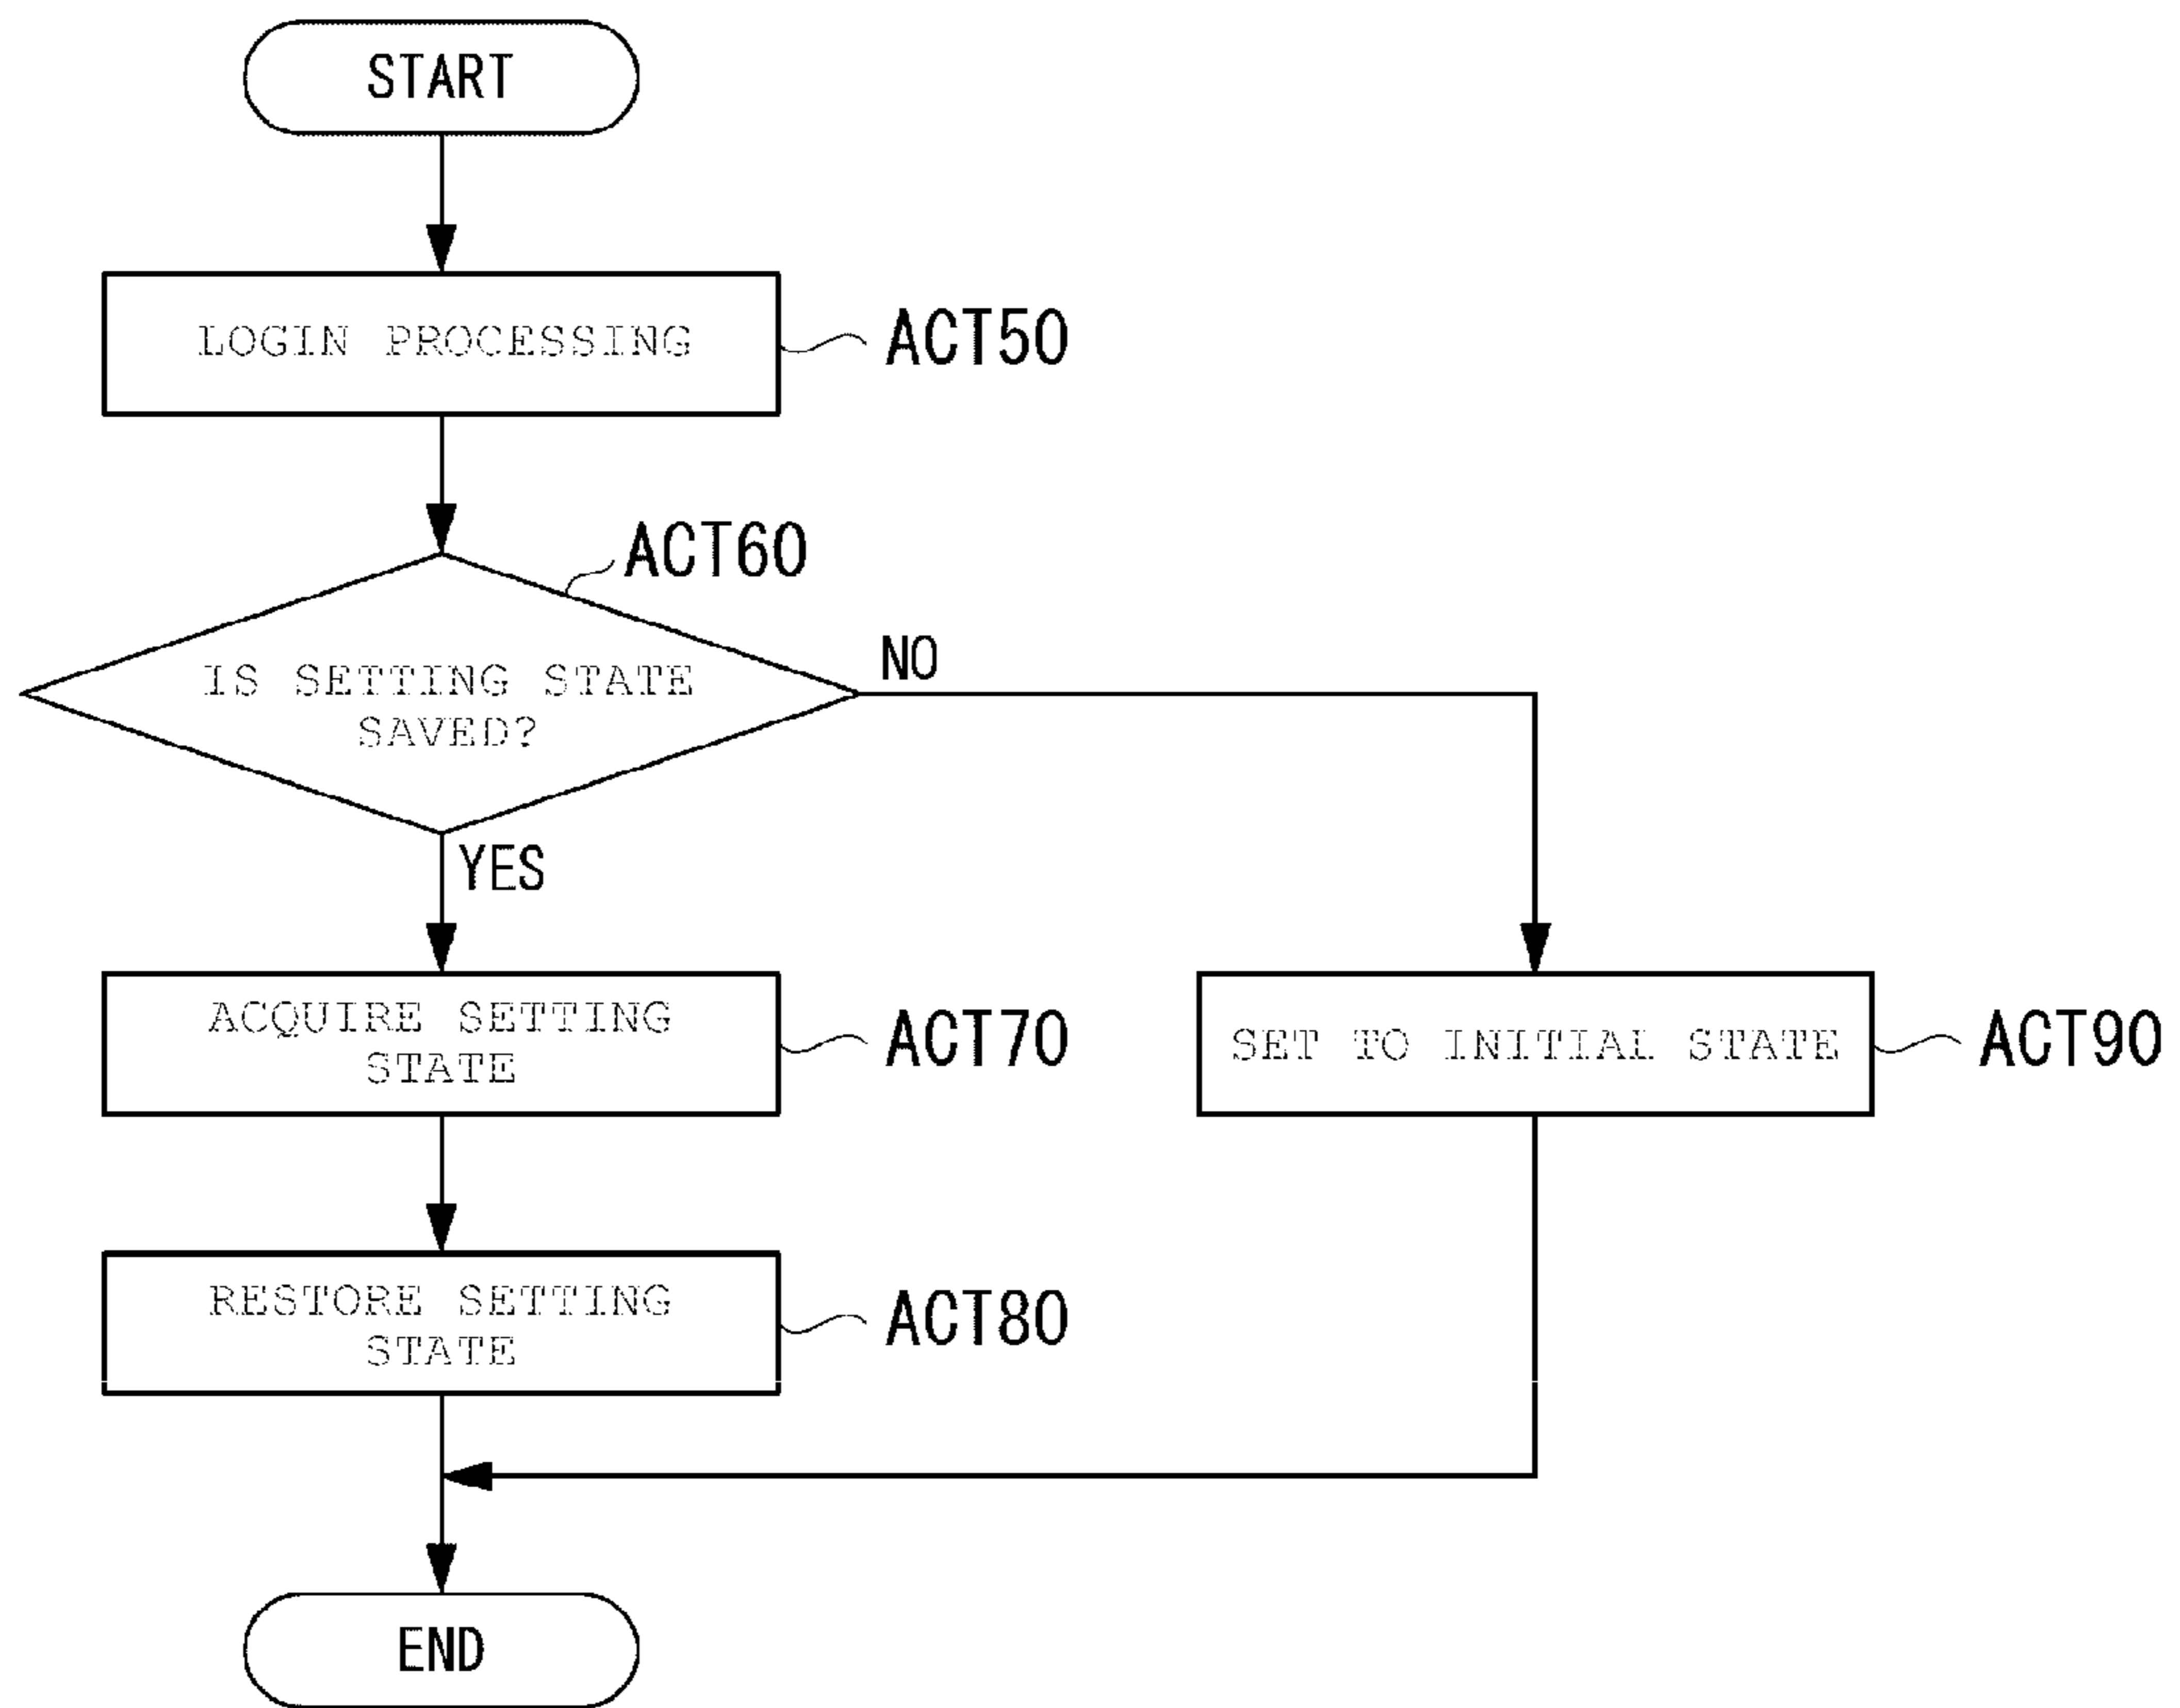 START
LOGIN PROCESSING
ACT50
ACT60
IS SETTING STATE
SAVED?
NO
YES
ACQUIRE SETTING
STATE
ACT70
SET TO INITIAL STATE
ACT90
RESTORE SETTING
STATE
ACT80
END